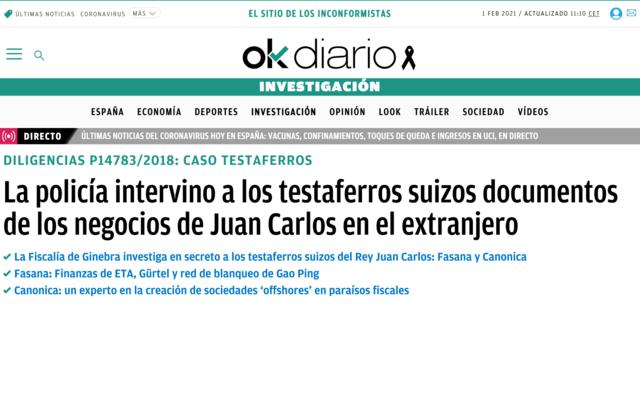 ÚLTIMAS NOTICIAS CORONAVIRUS MÁS
EL SITIO DE LOS INCONFORMISTAS
1 FEB 2021 / ACTUALIZADO 11:10 CET
okdiario
INVESTIGACIÓN
ESPAÑA ECONOMÍA DEPORTES INVESTIGACIÓN OPINIÓN LOOK TRÁILER SOCIEDAD VÍDEOS
DIRECTO ÚLTIMAS NOTICIAS DEL CORONAVIRUS HOY EN ESPAÑA: VACUNAS, CONFINAMIENTOS, TOQUES DE QUEDA E INGRESOS EN UCI, EN DIRECTO
DILIGENCIAS P14783/2018: CASO TESTAFERROS
La policía intervino a los testaferros suizos documentos
de los negocios de Juan Carlos en el extranjero
La Fiscalía de Ginebra investiga en secreto a los testaferros suizos del Rey Juan Carlos: Fasana y Canonica
Fasana: Finanzas de ETA, Gürtel y red de blanqueo de Gao Ping
Canonica: un experto en la creación de sociedades ‘offshores’ en paraísos fiscales